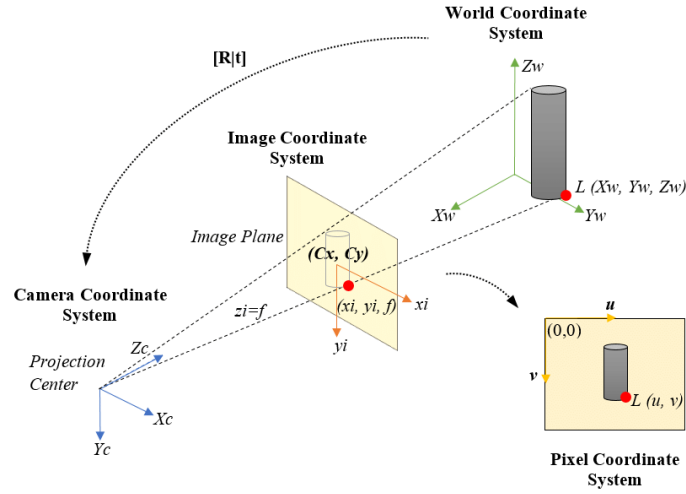 World Coordinate
System
[R|t]
Zw
Image Coordinate
System
L (Xw, Yw, Zw)
Xw
Yw
Image Plane
(Cx, Cy)
Camera Coordinate
System
zi=f
(xi, yi, f)
xi
yi
u
(0,0)
Projection
Center
Zc
v
L (u, v)
Xc
Yc
Pixel Coordinate
System